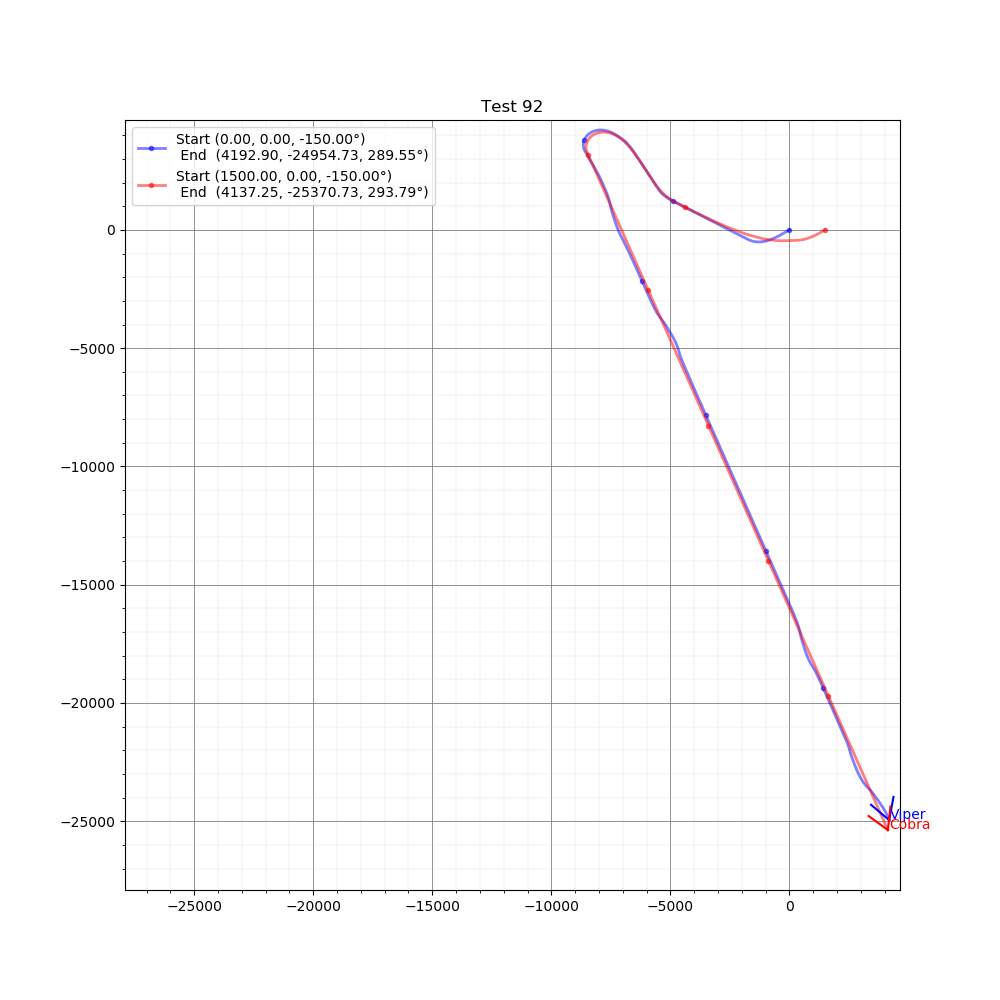 Test 92
Start (0.00, 0.00, -150.00°)
End (4192.90, -24954.73, 289.55°)
Start (1500.00, 0.00, -150.00°)
End (4137.25, -25370.73, 293.79°)
0
−5000
−10000
−15000
−20000
−25000
Viper
Cobra
−25000 −20000 −15000 −10000 −5000 0